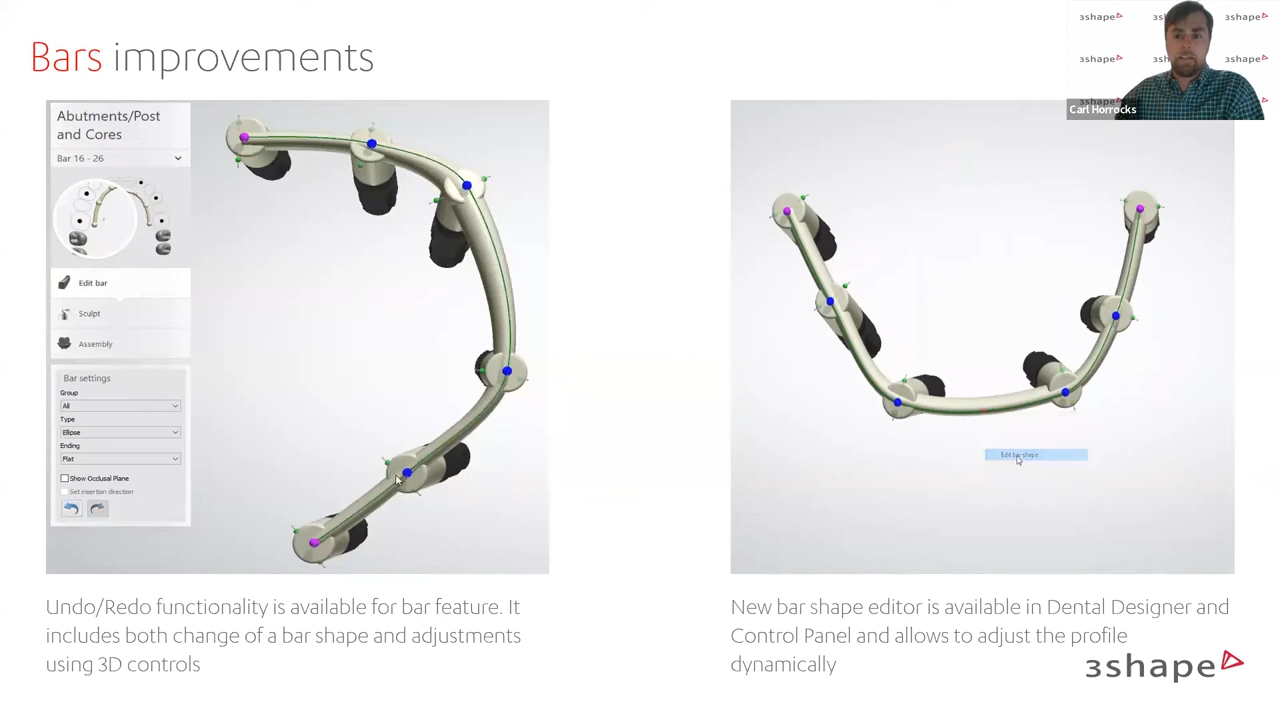 Bars improvements
3shape
3shape
3shape
3shape
Carl Horrocks
Abutments/Post
and Cores
Bar 16 - 26
Edit bar
Sculpt
Assembly
Bar settings
Group
All
Type
Ellipse
Ending
Flat
Show Occlusal Plane
Set insertion direction
Edit bar shape
Undo/Redo functionality is available for bar feature. It
includes both change of a bar shape and adjustments
using 3D controls
New bar shape editor is available in Dental Designer and
Control Panel and allows to adjust the profile
dynamically
3shape